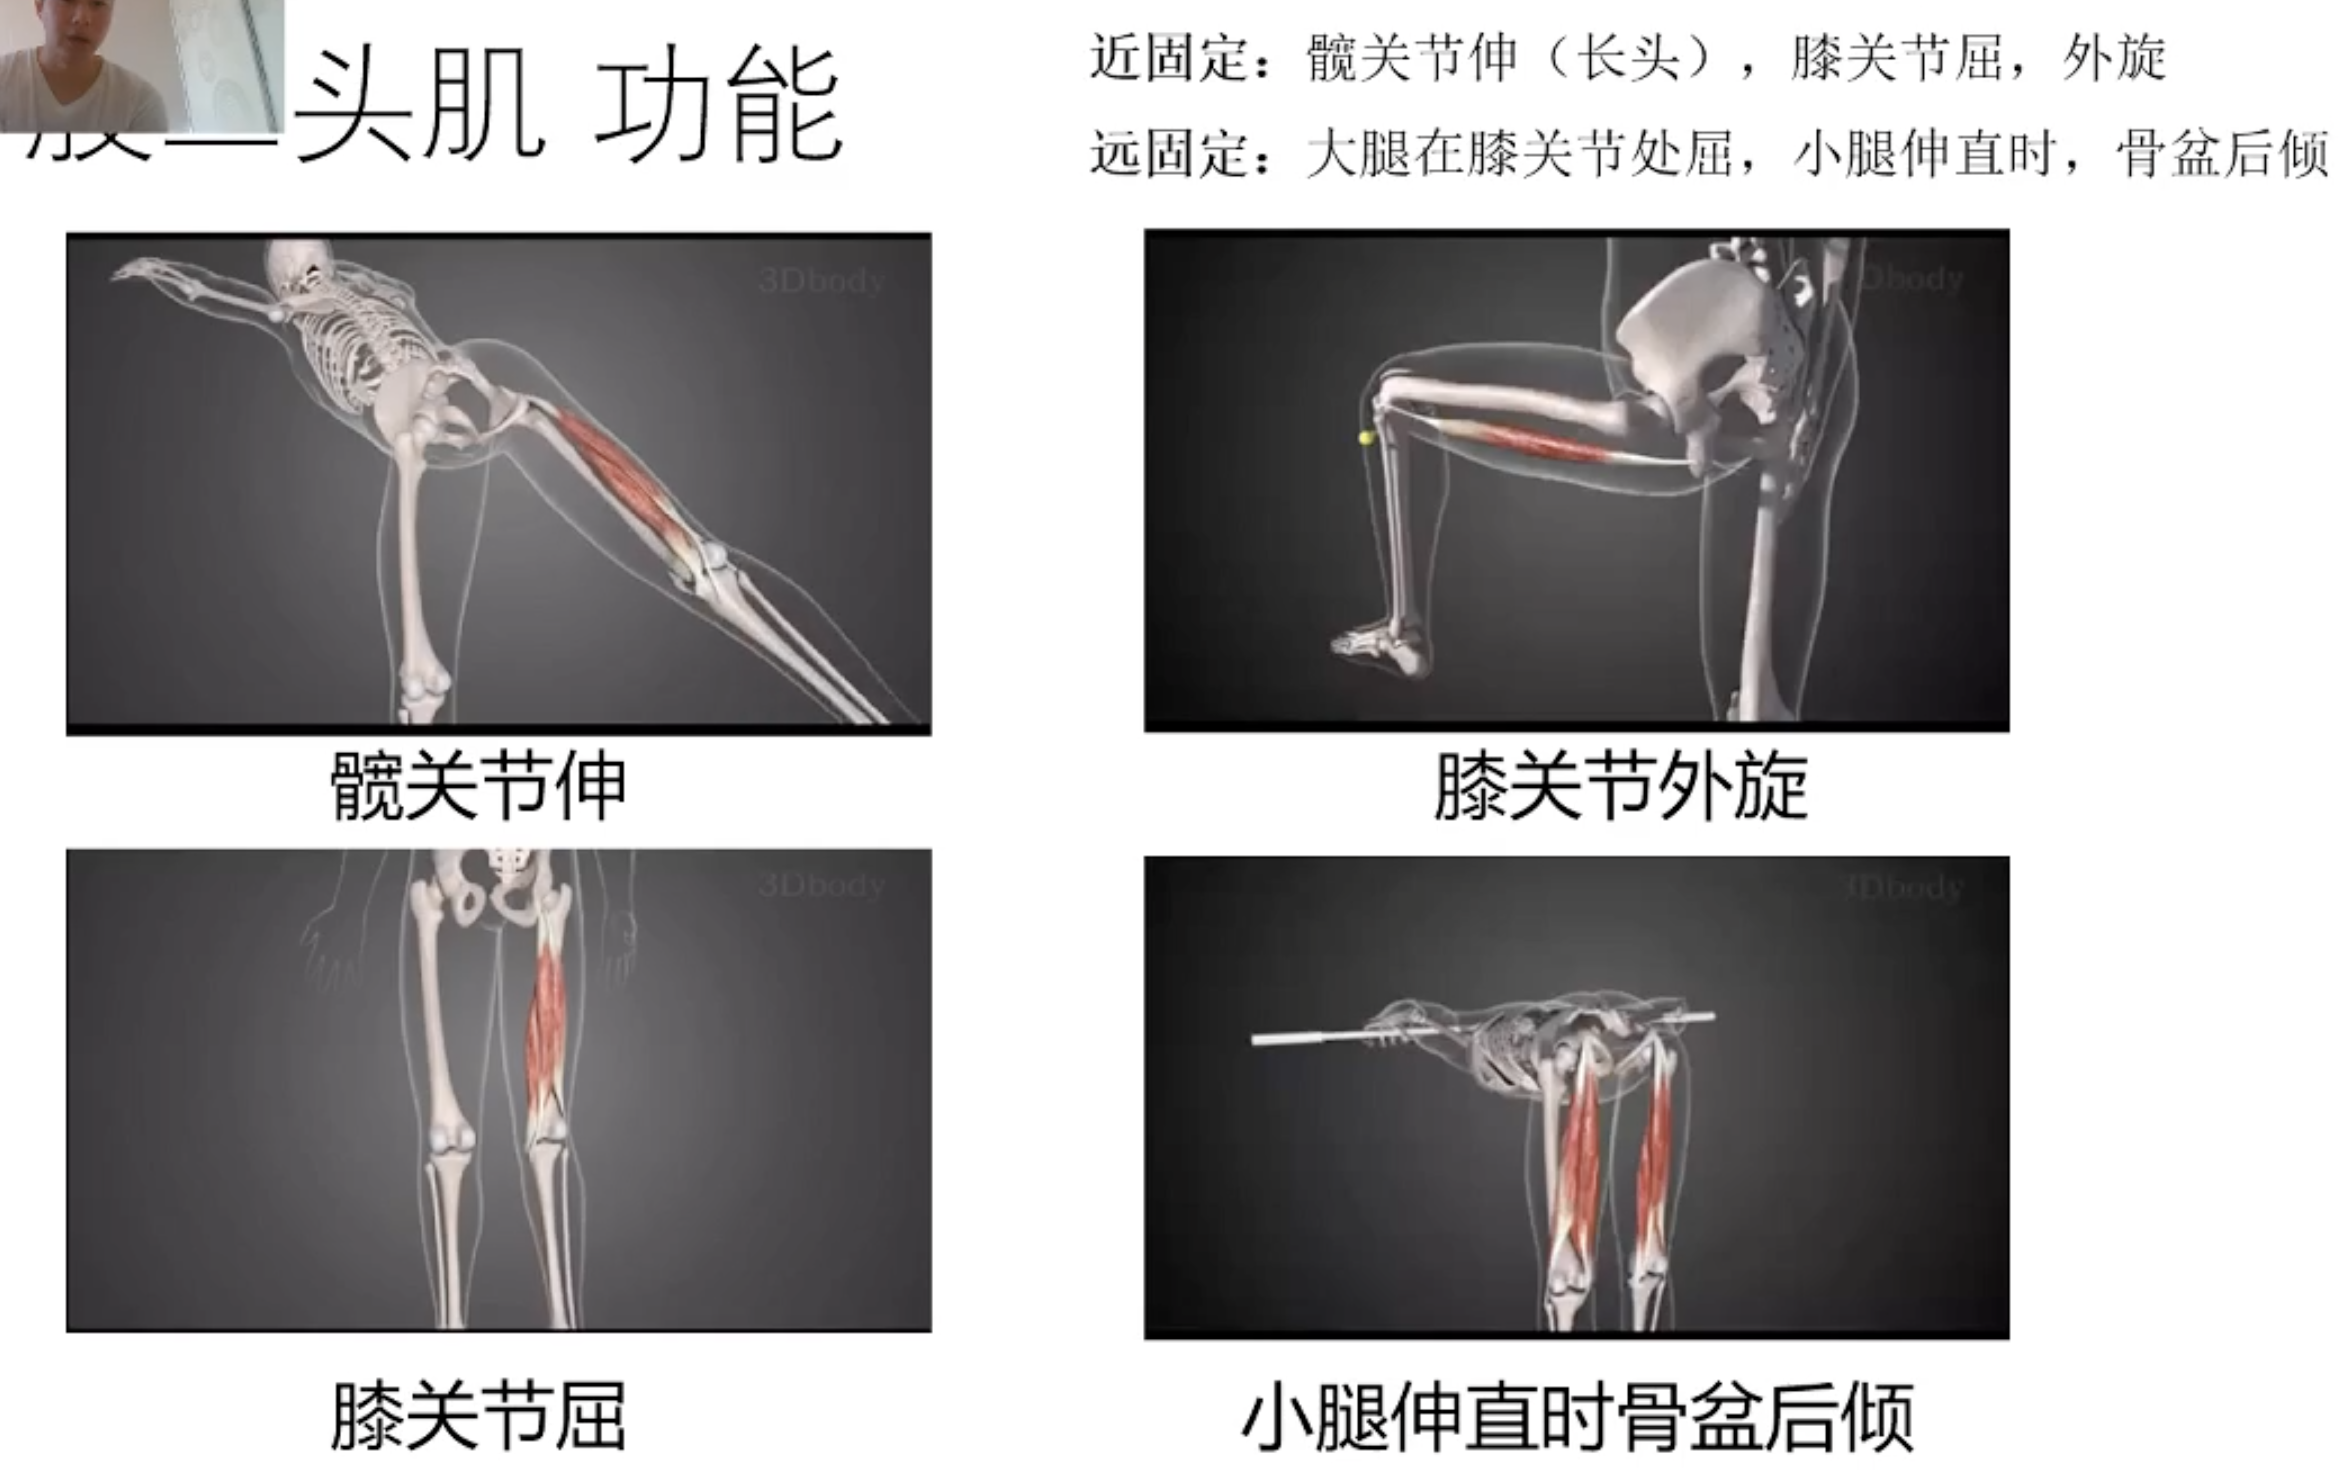 头肌 功能
近固定：髋关节伸（长头），膝关节屈，外旋
远固定：大腿在膝关节处屈，小腿伸直时，骨盆后倾
3Dbody
Dbody
髋关节伸
膝关节外旋
3Dbody
3Dbody
膝关节屈
小腿伸直时骨盆后倾